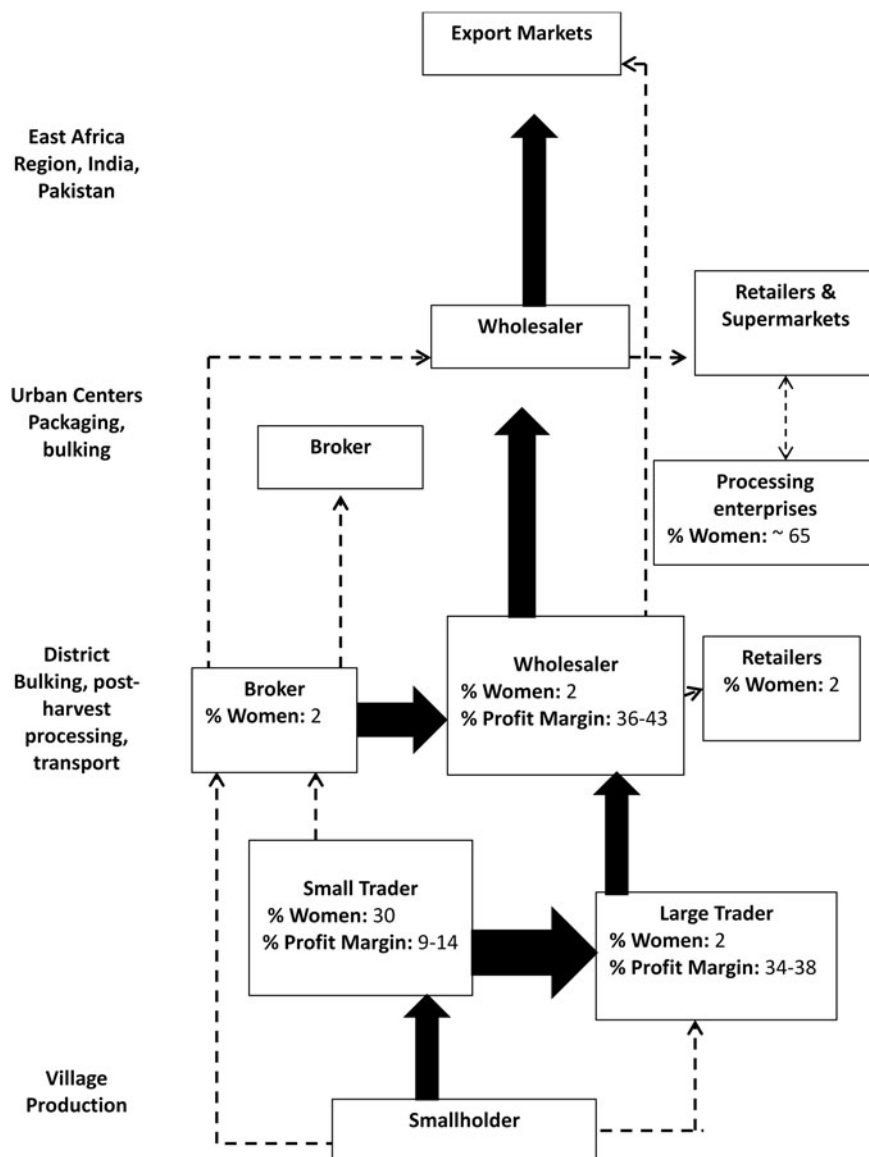 Export Markets
East Africa
Region, India,
Pakistan
Retailers &
Supermarkets
Wholesaler
Urban Centers
Packaging,
bulking
Broker
Processing
enterprises
% Women: ~ 65
District
Bulking, post-
harvest
processing,
transport
Broker
% Women: 2
Wholesaler
% Women: 2
% Profit Margin: 36-43
Retailers
% Women: 2
Small Trader
% Women: 30
% Profit Margin: 9-14
Large Trader
% Women: 2
% Profit Margin: 34-38
Village
Production
Smallholder